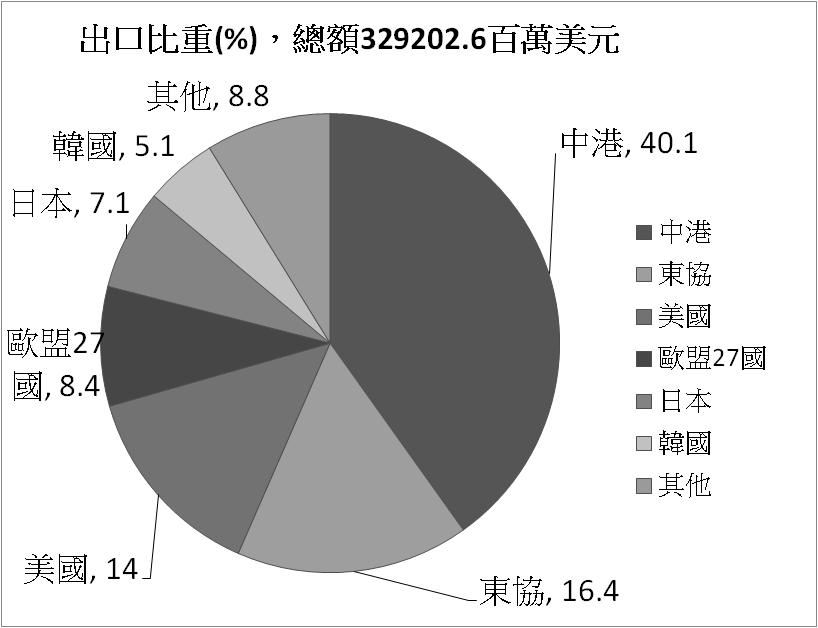 出口比重(%)，總額329202.6百萬美元
其他, 8.8
韓國, 5.1
日本, 7.1
歐盟27
國, 8.4
美國, 14
東協, 16.4
中港, 40.1
中港
東協
美國
歐盟27國
日本
韓國
其他